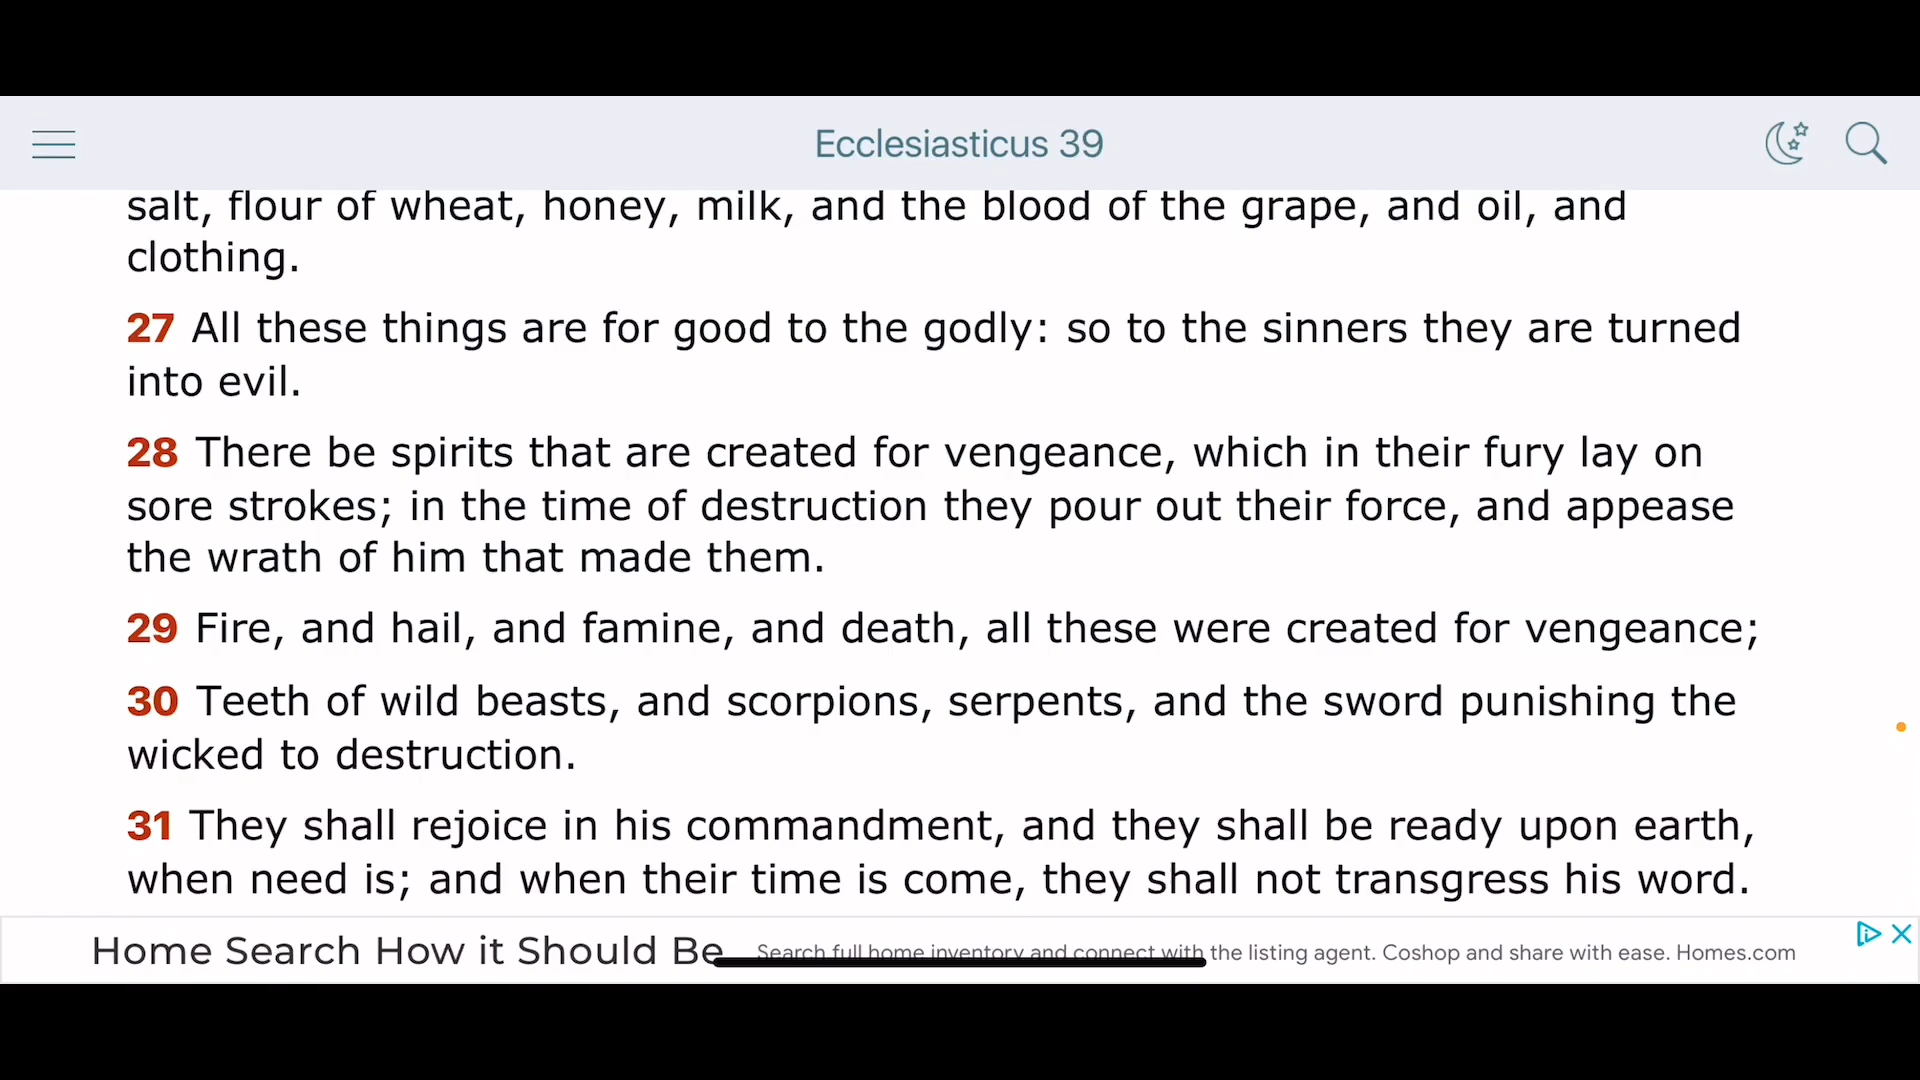 Ecclesiasticus 39
salt, flour of wheat, honey, milk, and the blood of the grape, and oil, and
clothing.
27 All these things are for good to the godly: so to the sinners they are turned
into evil.
28 There be spirits that are created for vengeance, which in their fury lay on
sore strokes; in the time of destruction they pour out their force, and appease
the wrath of him that made them.
29 Fire, and hail, and famine, and death, all these were created for vengeance;
30 Teeth of wild beasts, and scorpions, serpents, and the sword punishing the
wicked to destruction.
31 They shall rejoice in his commandment, and they shall be ready upon earth,
when need is; and when their time is come, they shall not transgress his word.
Home Search How it Should Be Search full home inventory and connect with the listing agent. Coshop and share with ease. Homes.com